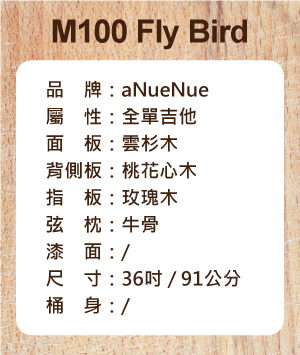 M100 Fly Bird
品　牌：aNueNue
屬　性：全單吉他
面　板：雲杉木
背側板：桃花心木
指　板：玫瑰木
弦　枕：牛骨
漆　面：/
尺　寸：36吋 / 91公分
桶　身：/